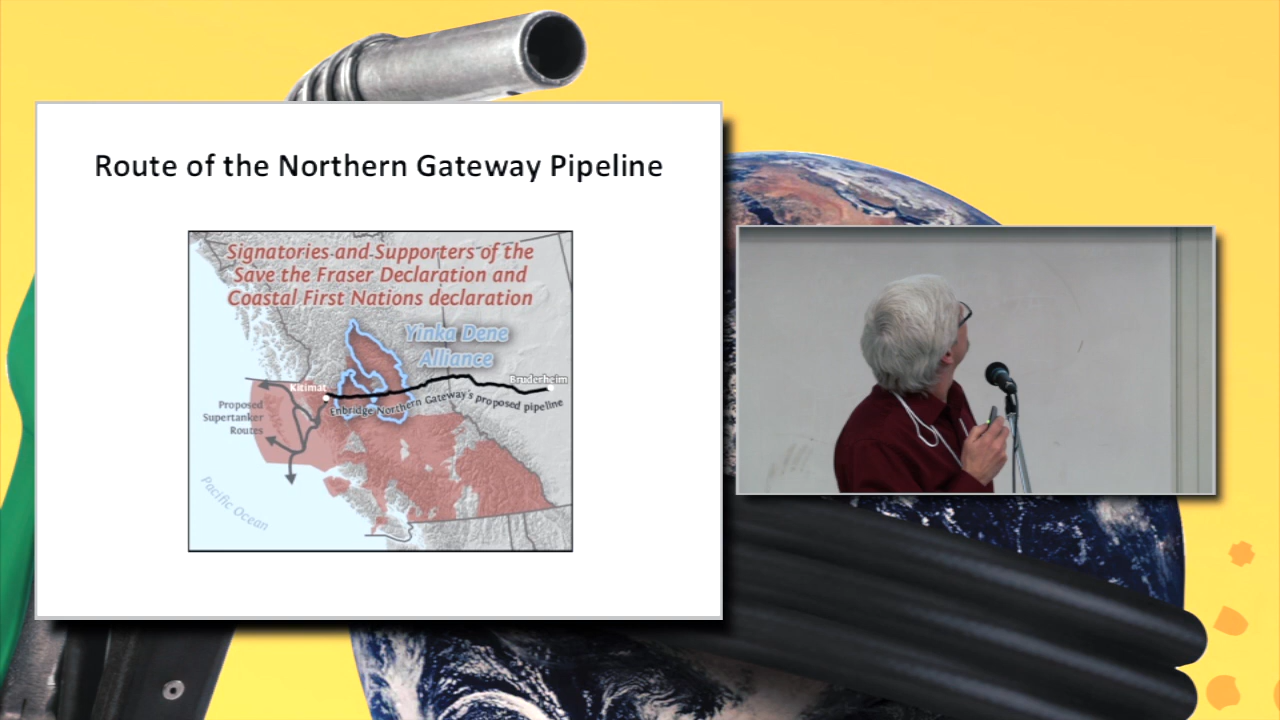 Route of the Northern Gateway Pipeline
Signatories and Supporters of the
Save the Fraser Declaration and
Coastal First Nations declaration
Yinka Dene
Alliance
Kitimat
Bruderheim
Enbridge Northern Gateway's proposed pipeline
Proposed
Supertanker
Routes
Pacific Ocean